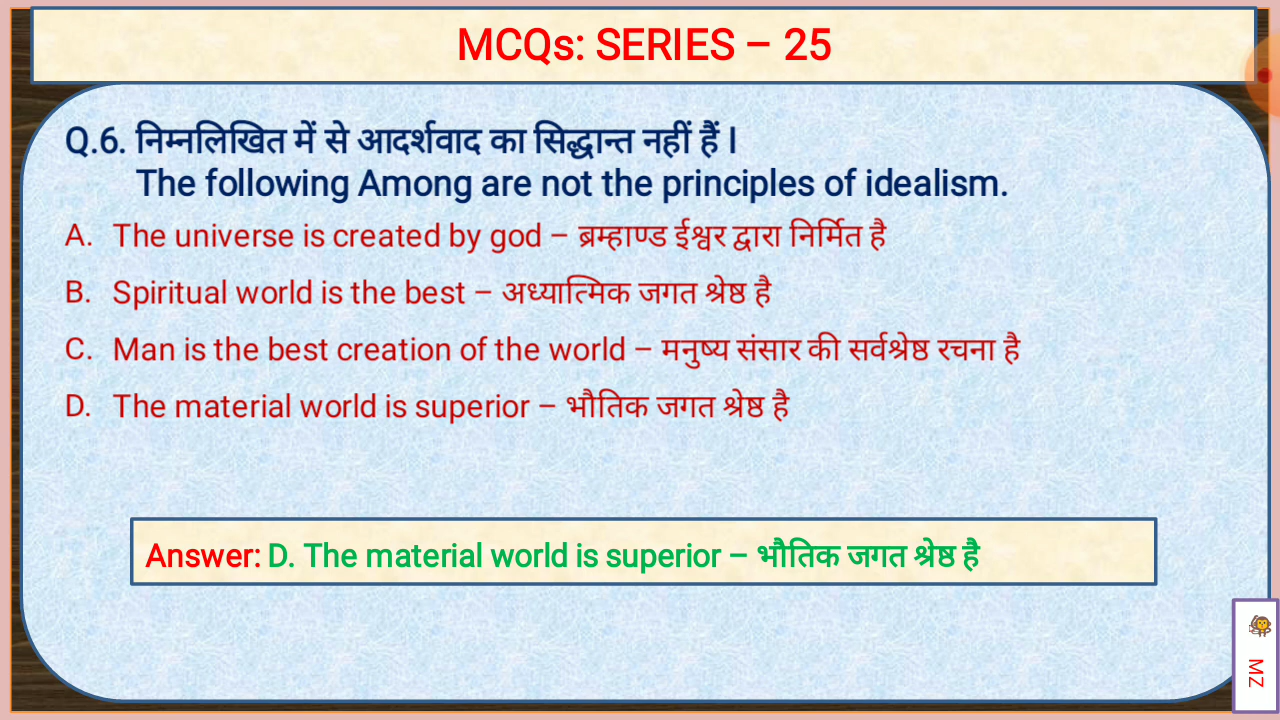 MCQs: SERIES – 25
Q.6. निम्नलिखित में से आदर्शवाद का सिद्धान्त नहीं हैं I
The following Among are not the principles of idealism.
A. The universe is created by god – ब्रम्हाण्ड ईश्वर द्वारा निर्मित है
B. Spiritual world is the best – अध्यात्मिक जगत श्रेष्ठ है
C. Man is the best creation of the world – मनुष्य संसार की सर्वश्रेष्ठ रचना है
D. The material world is superior – भौतिक जगत श्रेष्ठ है
Answer: D. The material world is superior – भौतिक जगत श्रेष्ठ है
MZ